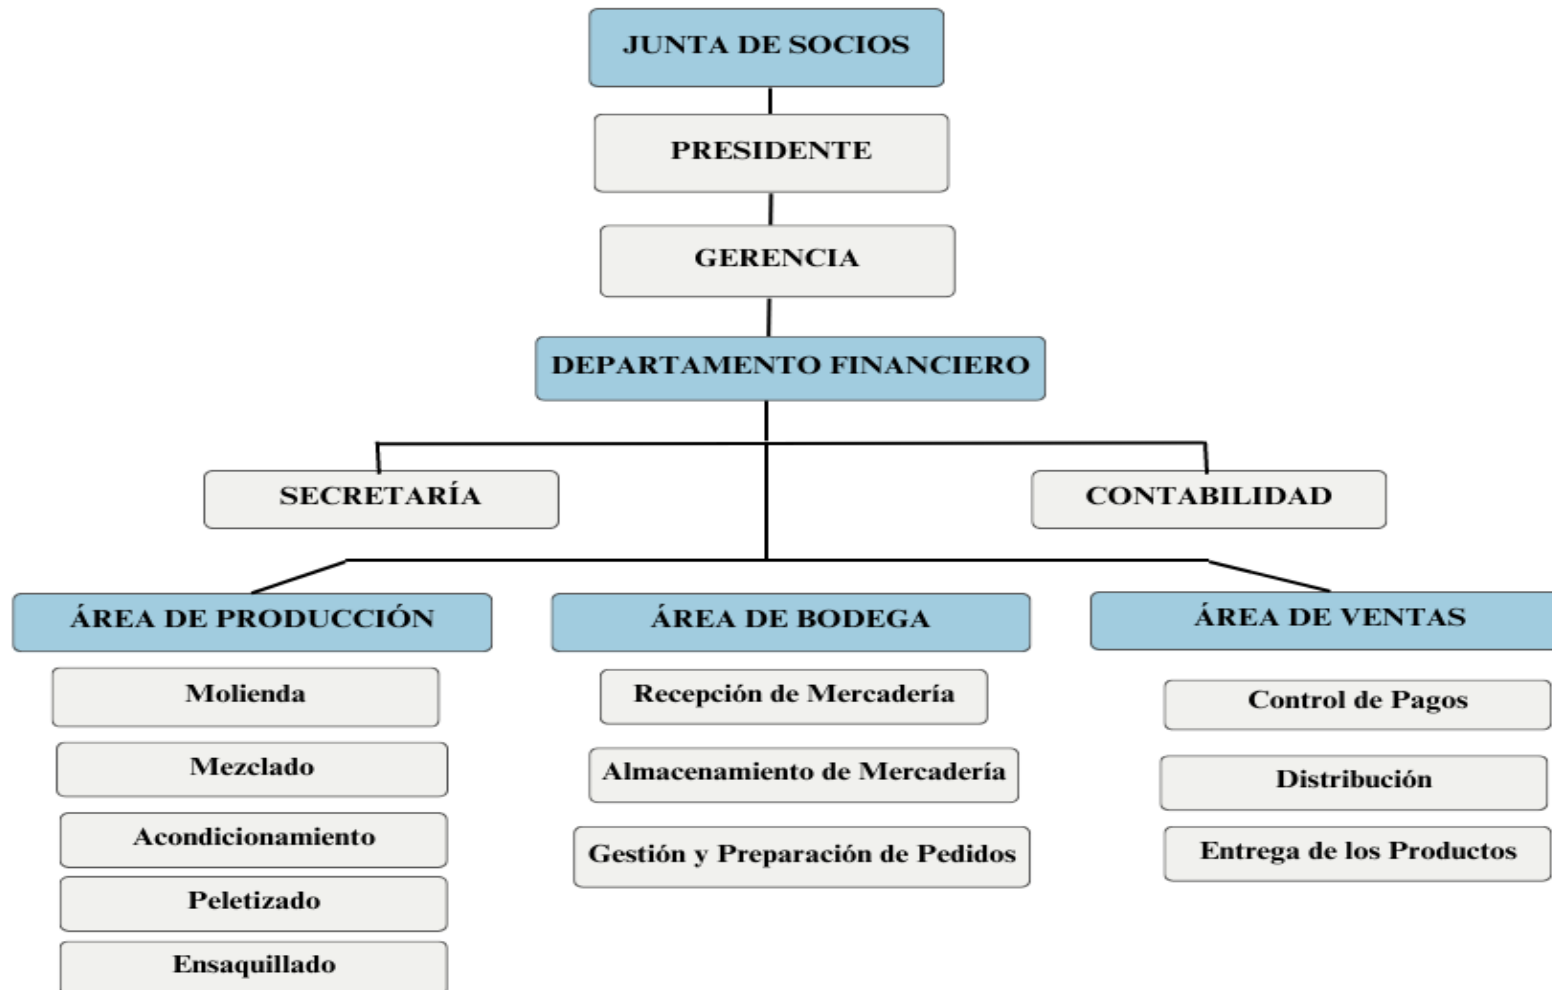 JUNTA DE SOCIOS
PRESIDENTE
GERENCIA
DEPARTAMENTO FINANCIERO
SECRETARÍA
CONTABILIDAD
ÁREA DE PRODUCCIÓN
Molienda
Mezclado
Acondicionamiento
Peletizado
Ensaquillado
ÁREA DE BODEGA
Recepción de Mercadería
Almacenamiento de Mercadería
Gestión y Preparación de Pedidos
ÁREA DE VENTAS
Control de Pagos
Distribución
Entrega de los Productos